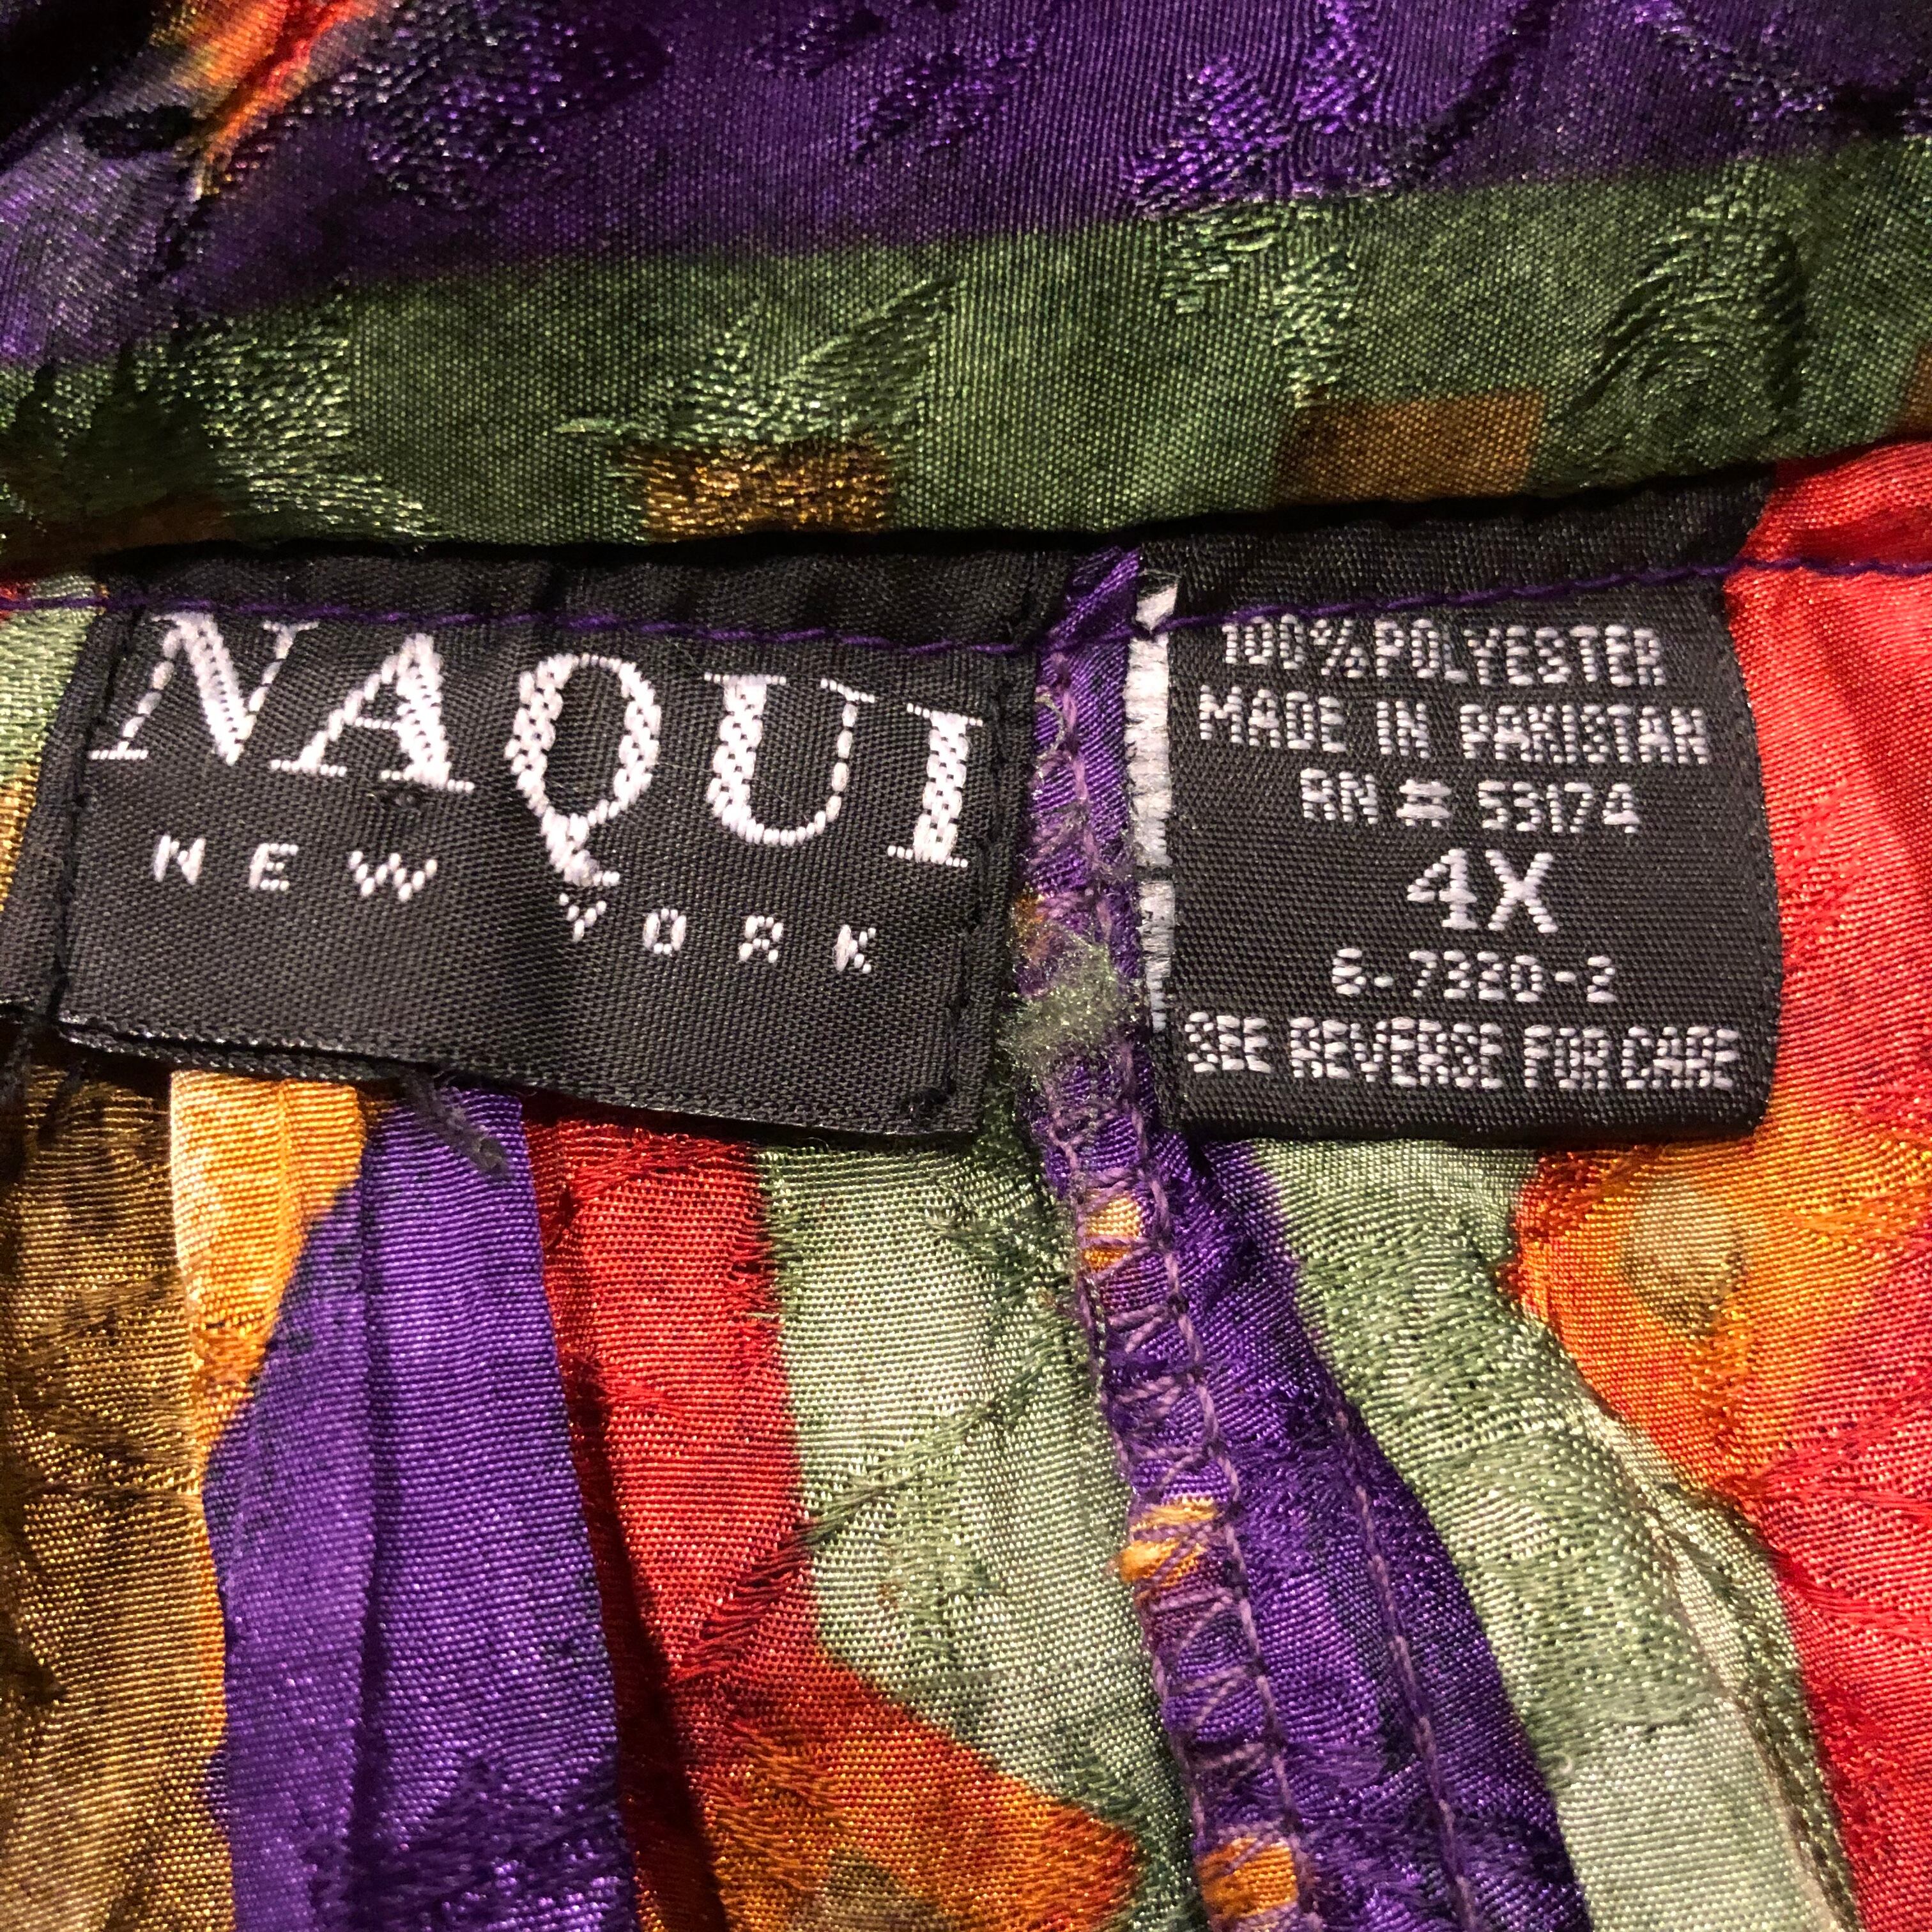 NAQUI
NEW YORK
100% POLYESTER
MADE IN PAKISTAN
RN # 53174
4X
6-7320-2
SEE REVERSE FOR CARE